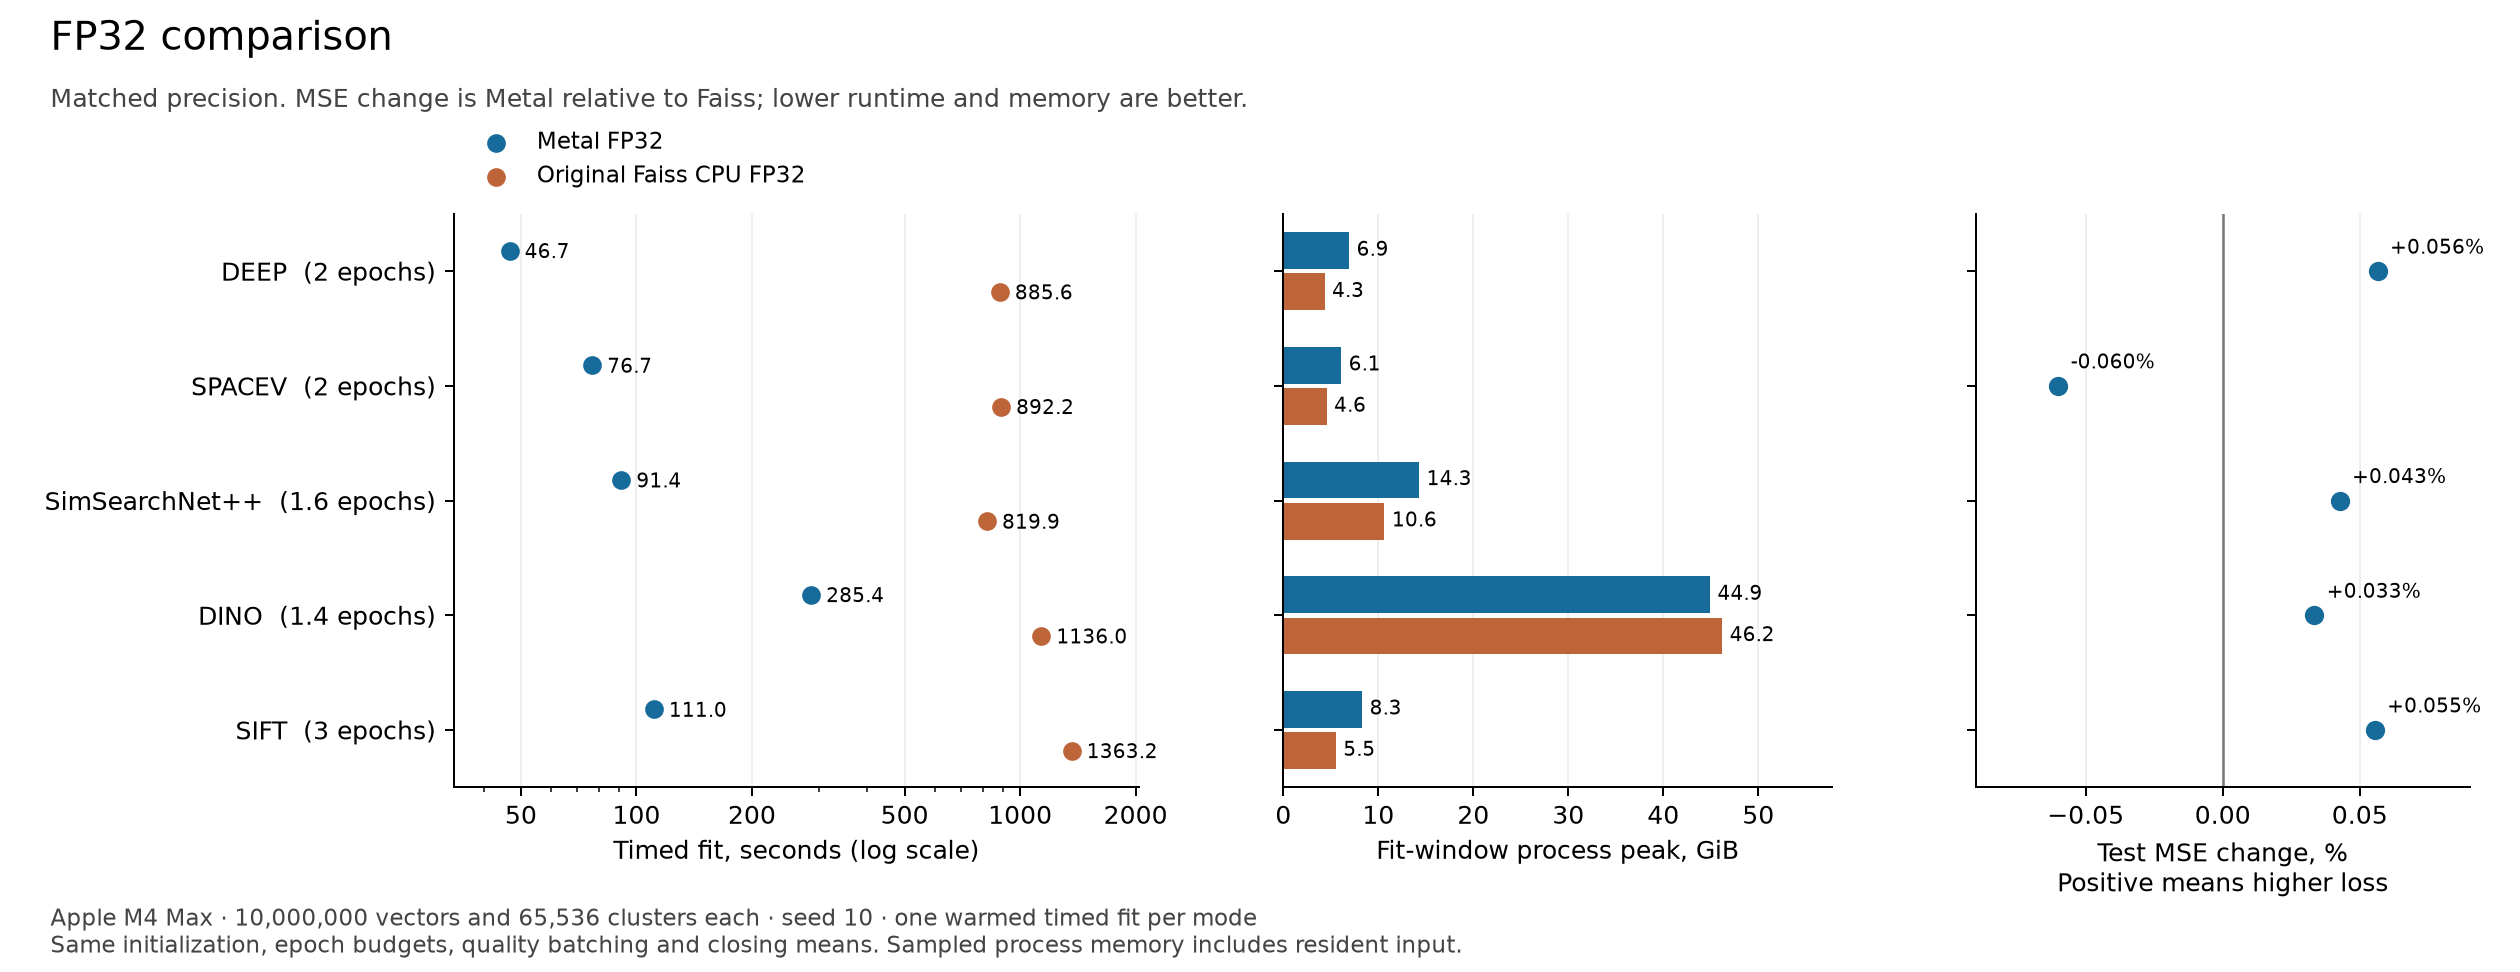 FP32 comparison
Matched precision. MSE change is Metal relative to Faiss; lower runtime and memory are better.
Metal FP32
Original Faiss CPU FP32
DEEP (2 epochs)
46.7
885.6
6.9
4.3
+0.056%
SPACEV (2 epochs)
76.7
892.2
6.1
4.6
-0.060%
SimSearchNet++ (1.6 epochs)
91.4
819.9
14.3
10.6
+0.043%
DINO (1.4 epochs)
285.4
1136.0
44.9
46.2
+0.033%
SIFT (3 epochs)
111.0
1363.2
8.3
5.5
+0.055%
50 100 200 500 1000 2000
Timed fit, seconds (log scale)
0 10 20 30 40 50
Fit-window process peak, GiB
−0.05 0.00 0.05
Test MSE change, %
Positive means higher loss
Apple M4 Max · 10,000,000 vectors and 65,536 clusters each · seed 10 · one warmed timed fit per mode
Same initialization, epoch budgets, quality batching and closing means. Sampled process memory includes resident input.